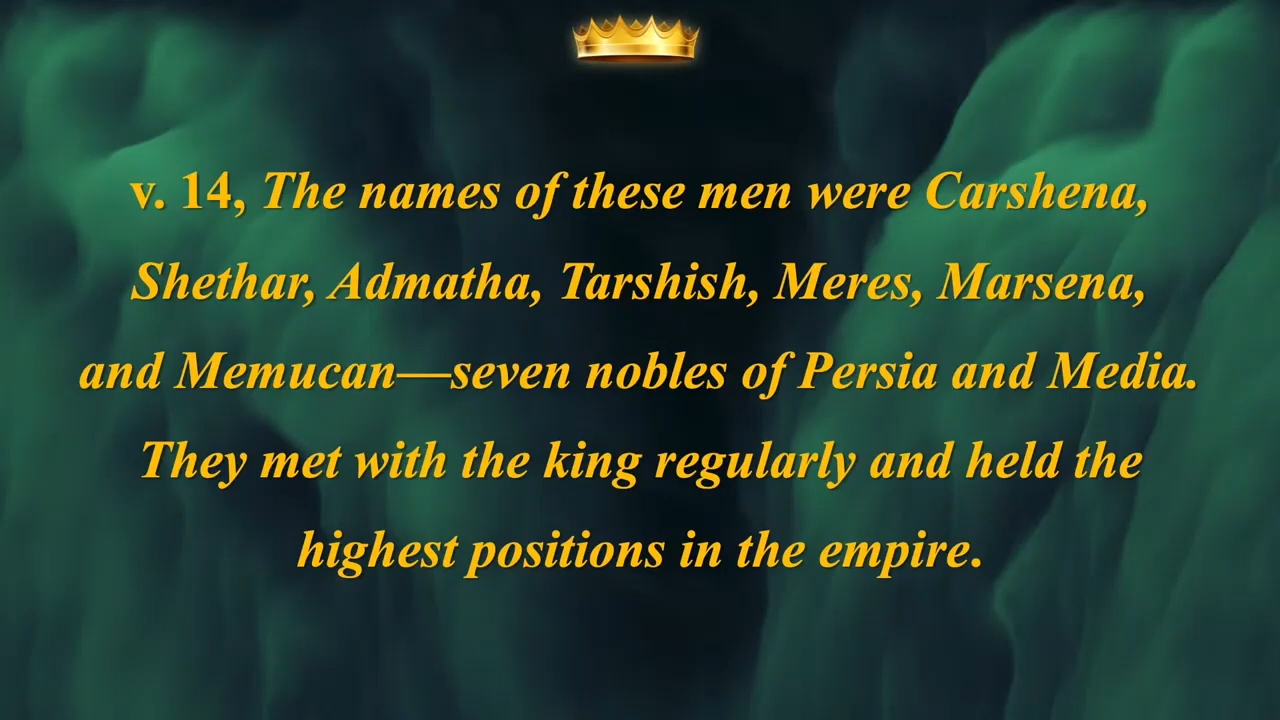 v. 14, The names of these men were Carshena,
Shethar, Admatha, Tarshish, Meres, Marsena,
and Memucan—seven nobles of Persia and Media.
They met with the king regularly and held the
highest positions in the empire.